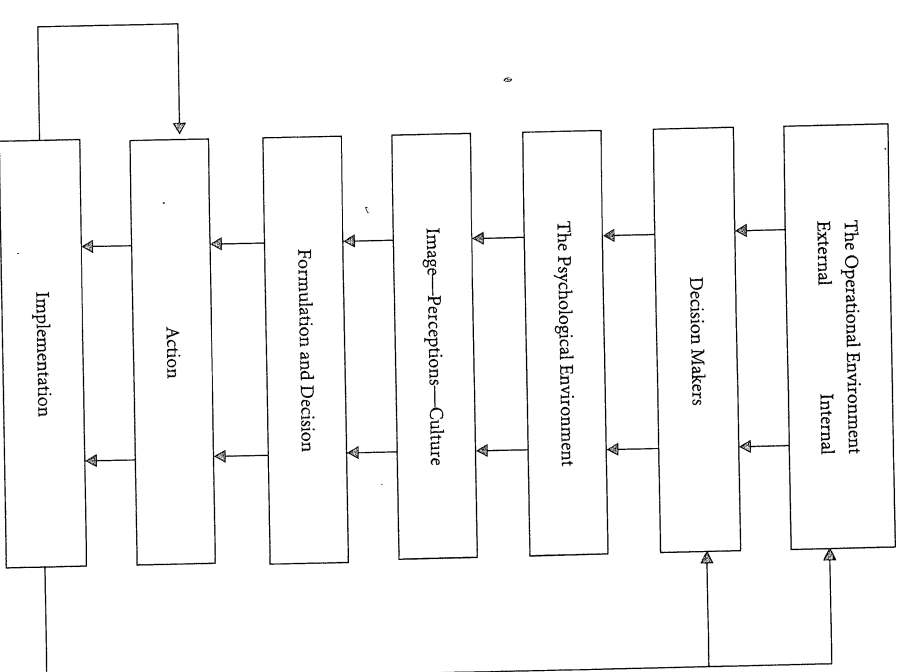 The Operational Environment
External Internal
Decision Makers
The Psychological Environment
Image—Perceptions—Culture
Formulation and Decision
Action
Implementation